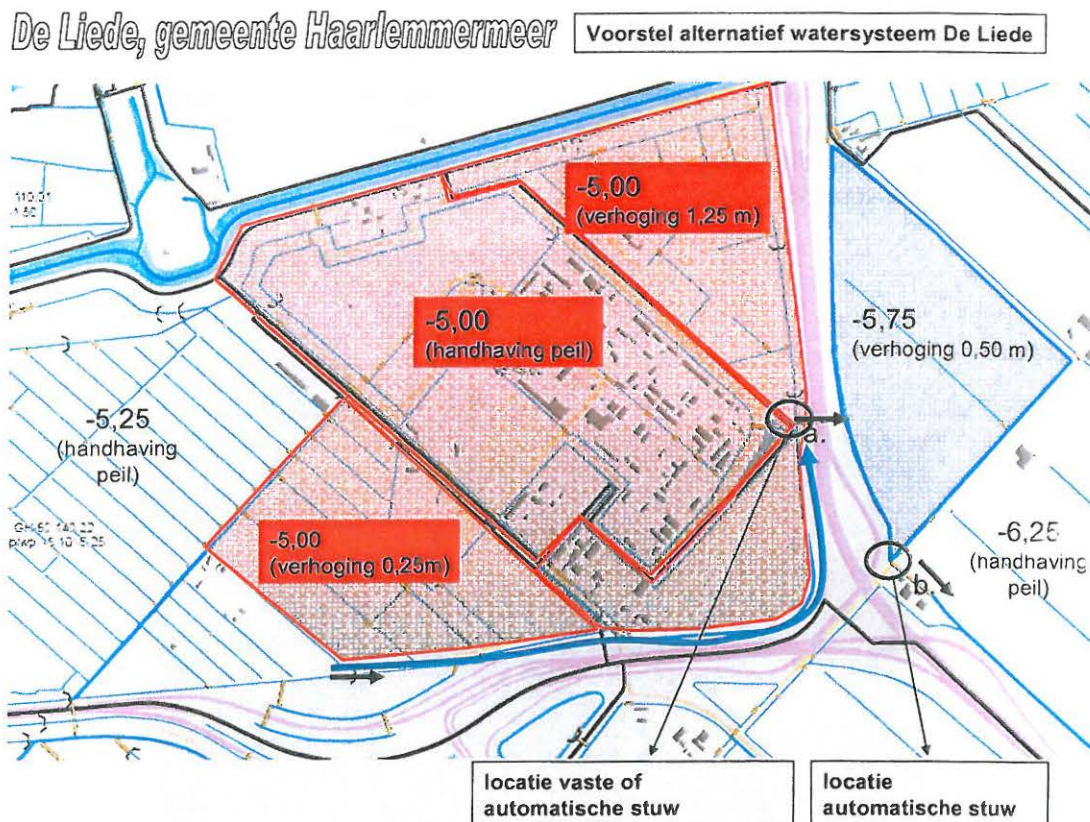 De Liede, gemeente Haarlemmermeer
Voorstel alternatief watersysteem De Liede
-5,00
(verhoging 1,25 m)
-5,00
(handhaving peil)
-5,75
(verhoging 0,50 m)
-5,25
(handhaving
peil)
-5,00
(verhoging 0,25m)
-6,25
(handhaving
peil)
a.
b.
locatie vaste of
automatische stuw
locatie
automatische stuw